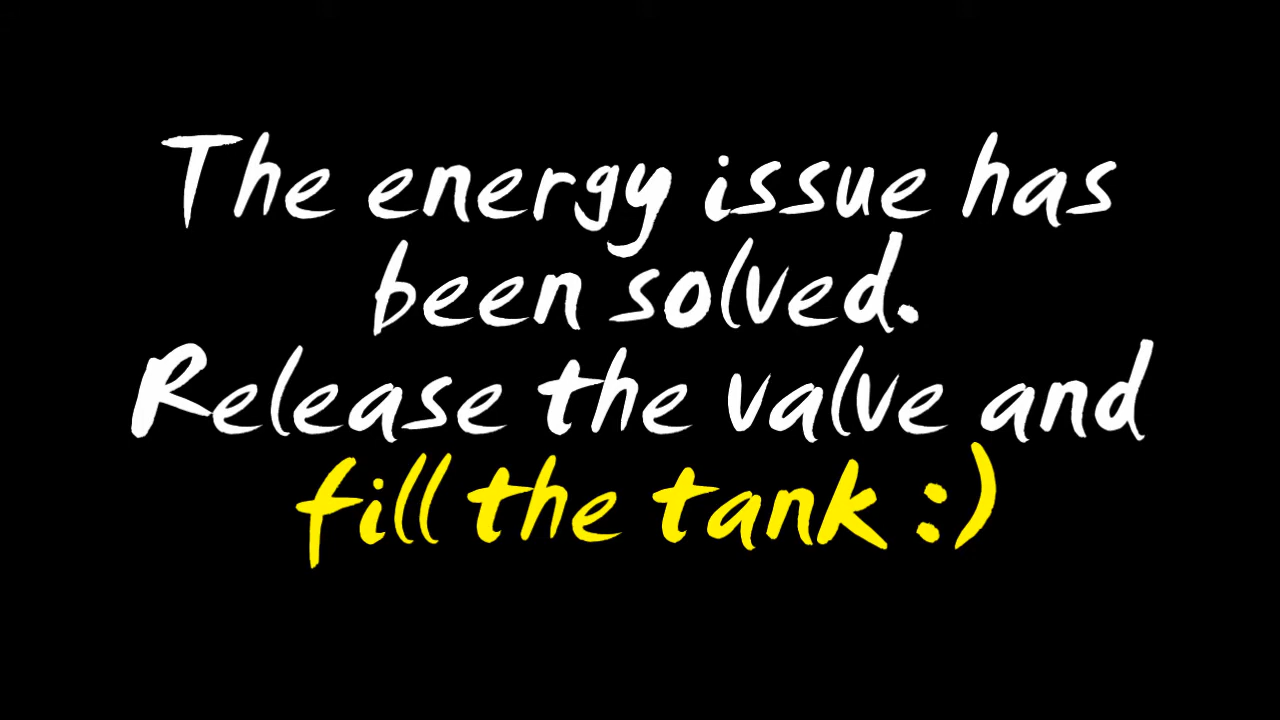 The energy issue has
been solved.
Release the valve and
fill the tank :)